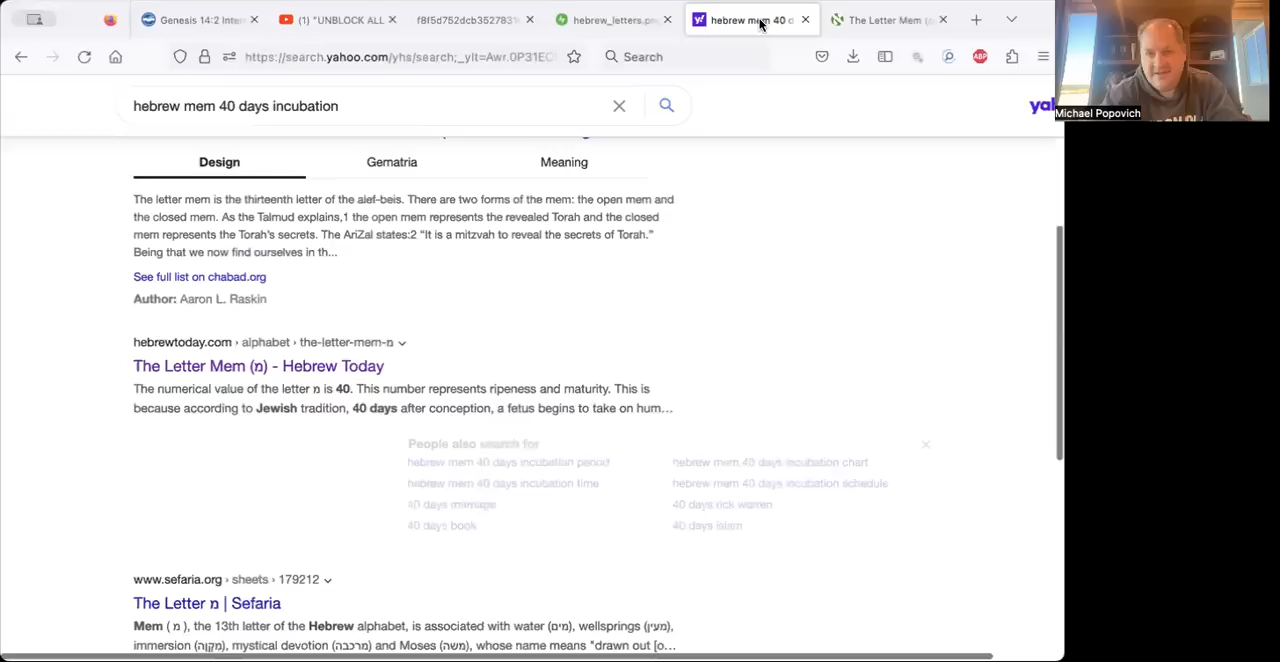 Genesis 14:2 Inter
(1) "UNBLOCK ALL
f8f5d752dcb3527831
hebrew_letters.pn
hebrew mem 40 d
The Letter Mem (
https://search.yahoo.com/yhs/search;_ylt=Awr.0P31EC
Search
ABP
hebrew mem 40 days incubation
Michael Popovich
Design
Gematria
Meaning
The letter mem is the thirteenth letter of the alef-beis. There are two forms of the mem: the open mem and
the closed mem. As the Talmud explains,1 the open mem represents the revealed Torah and the closed
mem represents the Torah's secrets. The AriZal states:2 “It is a mitzvah to reveal the secrets of Torah.”
Being that we now find ourselves in th...
See full list on chabad.org
Author: Aaron L. Raskin
hebrewtoday.com › alphabet › the-letter-mem-מ
The Letter Mem (מ) - Hebrew Today
The numerical value of the letter מ is 40. This number represents ripeness and maturity. This is
because according to Jewish tradition, 40 days after conception, a fetus begins to take on hum...
People also search for
hebrew mem 40 days incubation period
hebrew mem 40 days incubation chart
hebrew mem 40 days incubation time
hebrew mem 40 days incubation schedule
40 days
40 days rick warren
40 days book
40 days islam
www.sefaria.org › sheets › 179212
The Letter מ | Sefaria
Mem ( מ ), the 13th letter of the Hebrew alphabet, is associated with water (מים), wellsprings (מעין),
immersion (מקוה), mystical devotion (מרכבה) and Moses (משה), whose name means "drawn out [o...